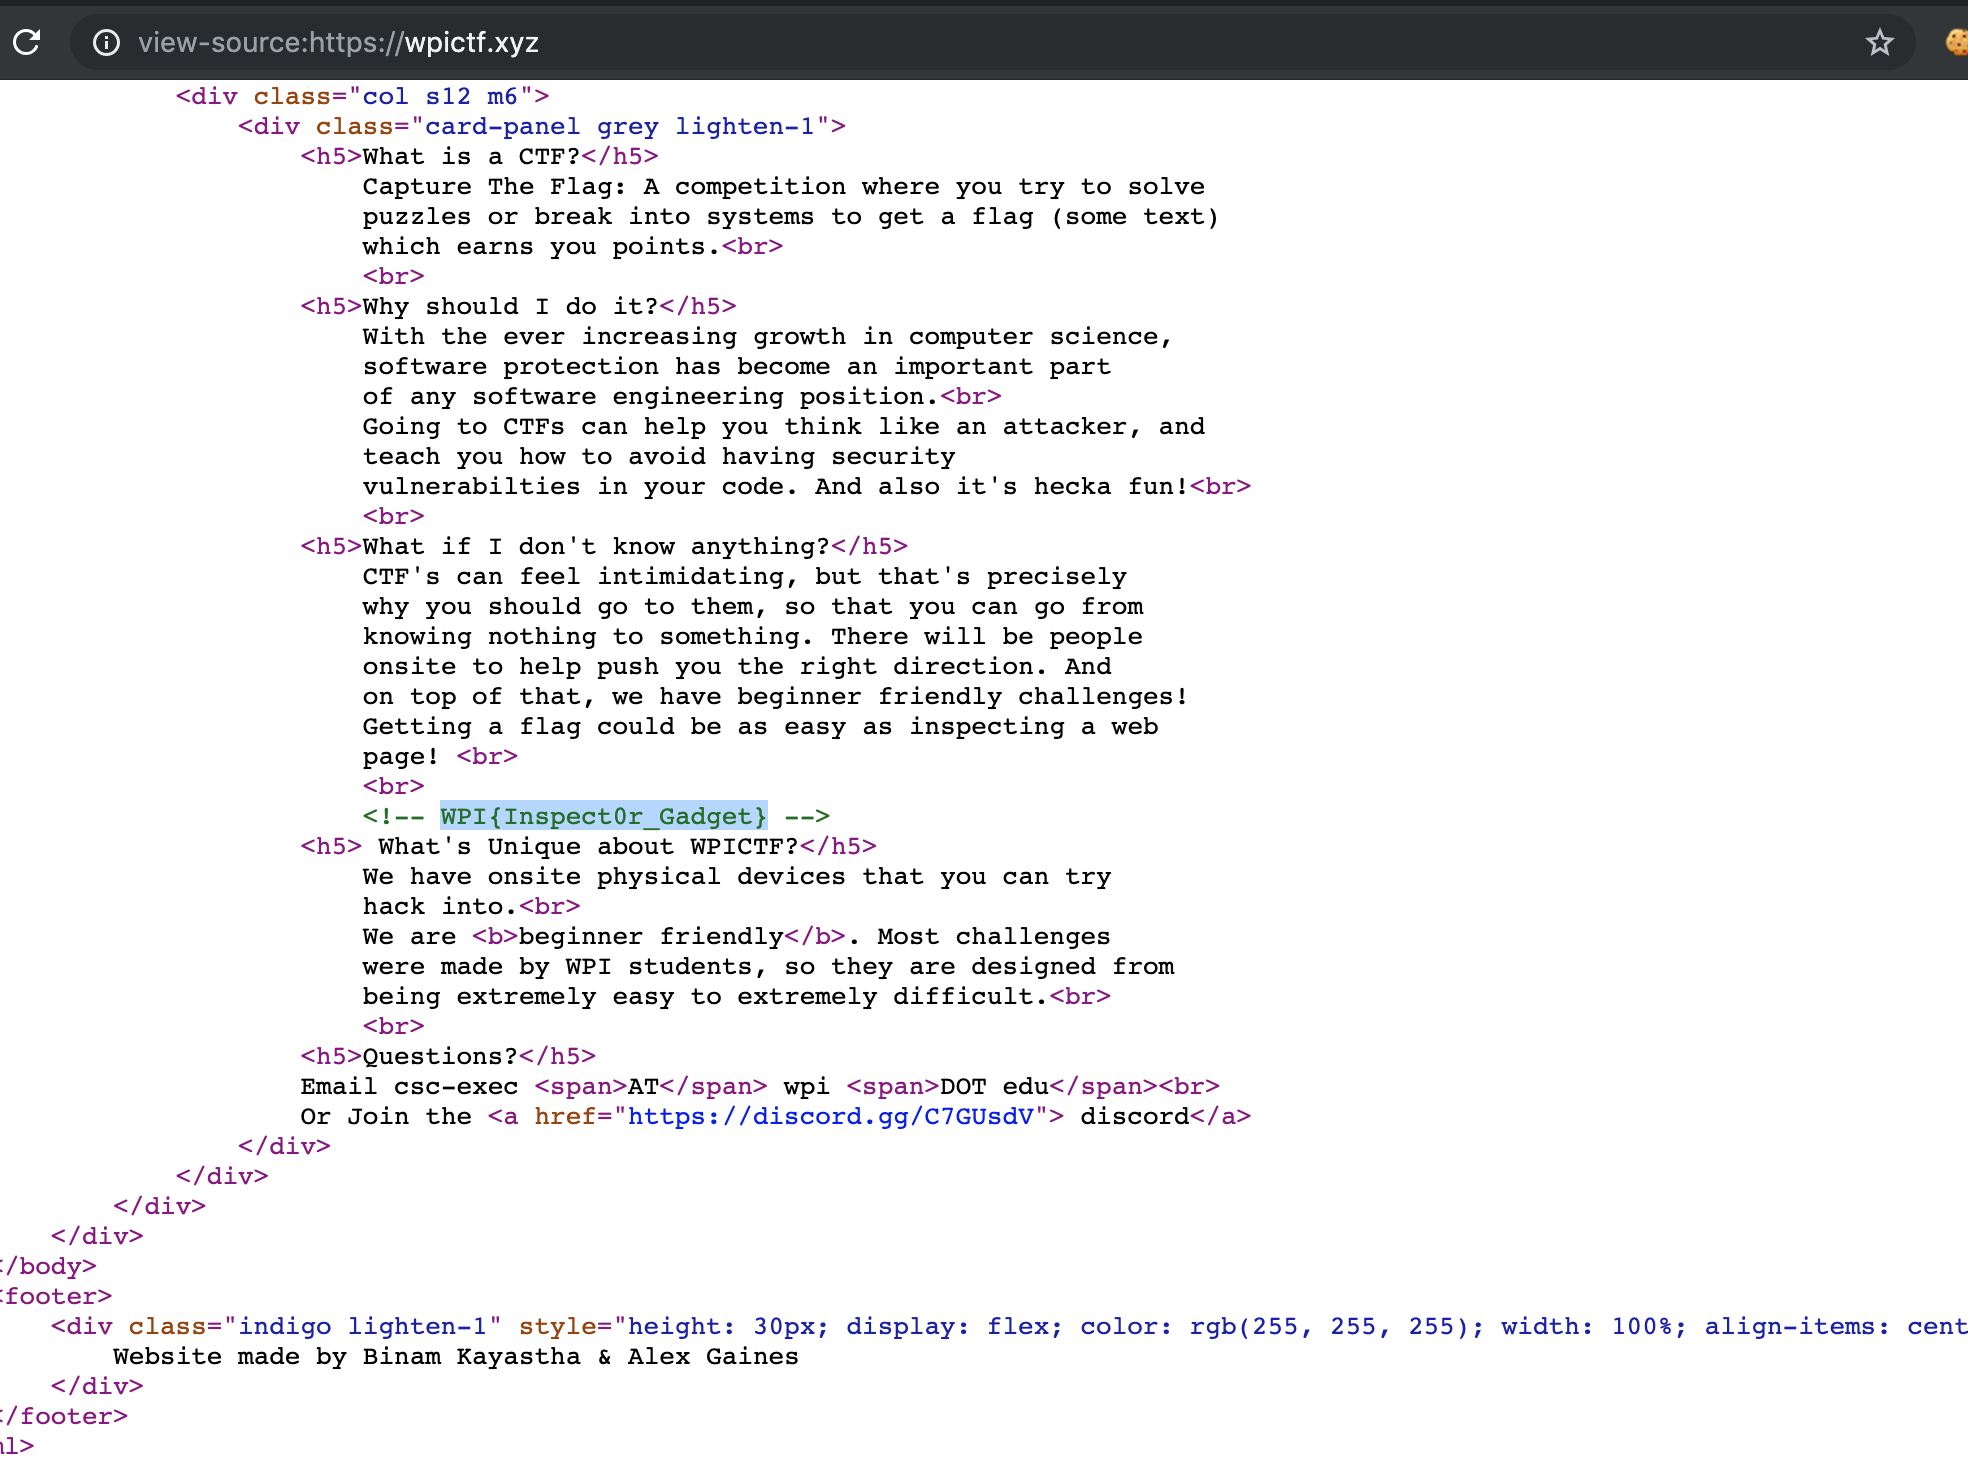 view-source:https://wpictf.xyz
<div class="col s12 m6">
<div class="card-panel grey lighten-1">
<h5>What is a CTF?</h5>
Capture The Flag: A competition where you try to solve
puzzles or break into systems to get a flag (some text)
which earns you points.<br>
<br>
<h5>Why should I do it?</h5>
With the ever increasing growth in computer science,
software protection has become an important part
of any software engineering position.<br>
Going to CTFs can help you think like an attacker, and
teach you how to avoid having security
vulnerabilties in your code. And also it's hecka fun!<br>
<br>
<h5>What if I don't know anything?</h5>
CTF's can feel intimidating, but that's precisely
why you should go to them, so that you can go from
knowing nothing to something. There will be people
onsite to help push you the right direction. And
on top of that, we have beginner friendly challenges!
Getting a flag could be as easy as inspecting a web
page! <br>
<br>
<!-- WPI{Inspect0r_Gadget} -->
<h5> What's Unique about WPICTF?</h5>
We have onsite physical devices that you can try
hack into.<br>
We are <b>beginner friendly</b>. Most challenges
were made by WPI students, so they are designed from
being extremely easy to extremely difficult.<br>
<br>
<h5>Questions?</h5>
Email csc-exec <span>AT</span> wpi <span>DOT edu</span><br>
Or Join the <a href="https://discord.gg/C7GUsdV"> discord</a>
</div>
</div>
</div>
</div>
</body>
<footer>
<div class="indigo lighten-1" style="height: 30px; display: flex; color: rgb(255, 255, 255); width: 100%; align-items: cent
Website made by Binam Kayastha & Alex Gaines
</div>
</footer>
l>